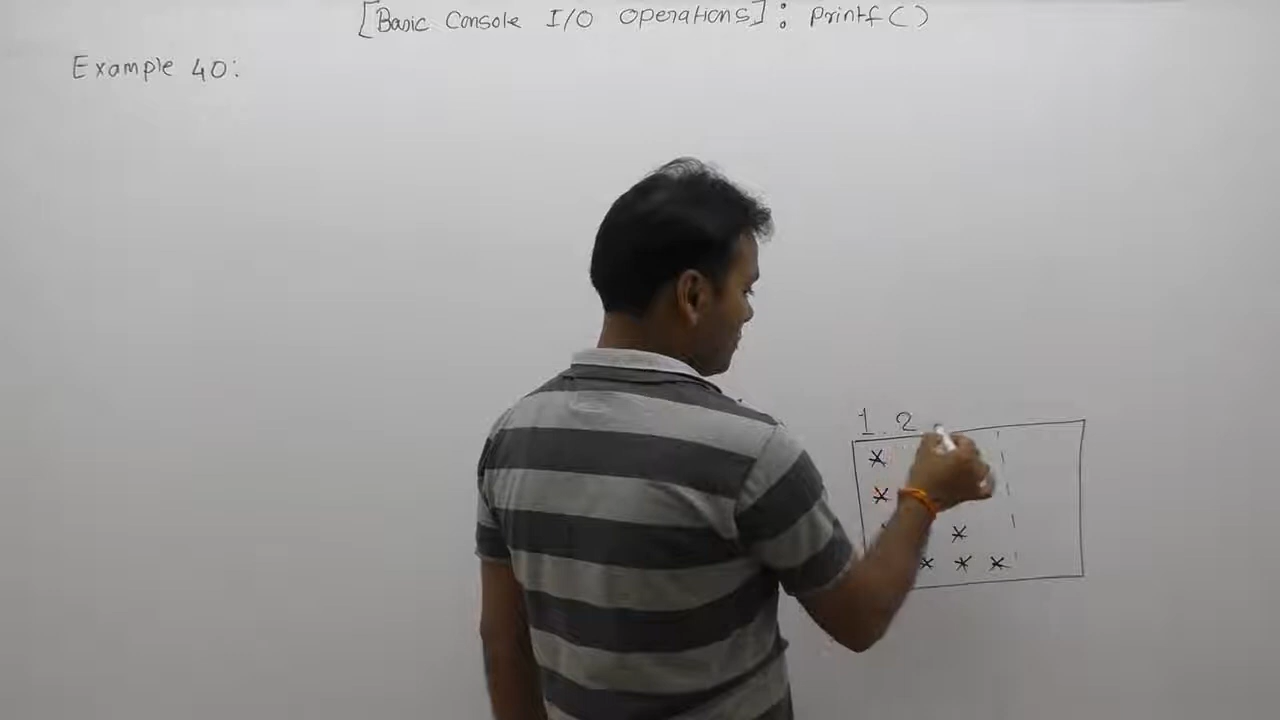 [Basic Console I/O Operations] : Printf()
Example 40:
1 2
*
*
*
* * *